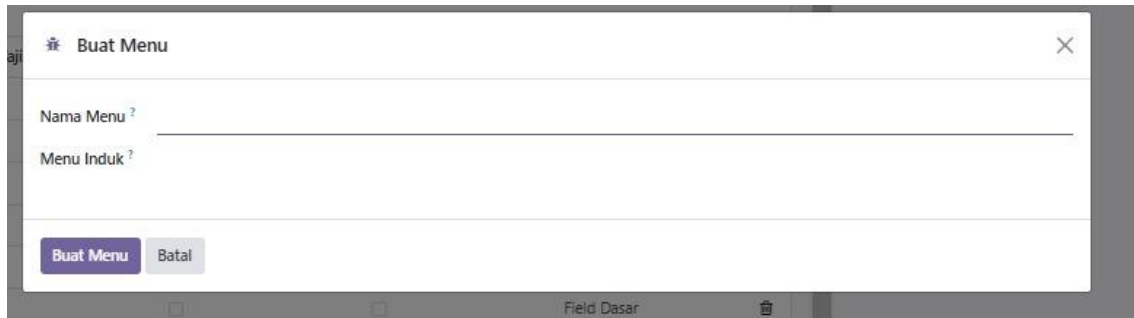 Buat Menu
aji
Nama Menu ?
Menu Induk ?
Buat Menu Batal
Field Dasar